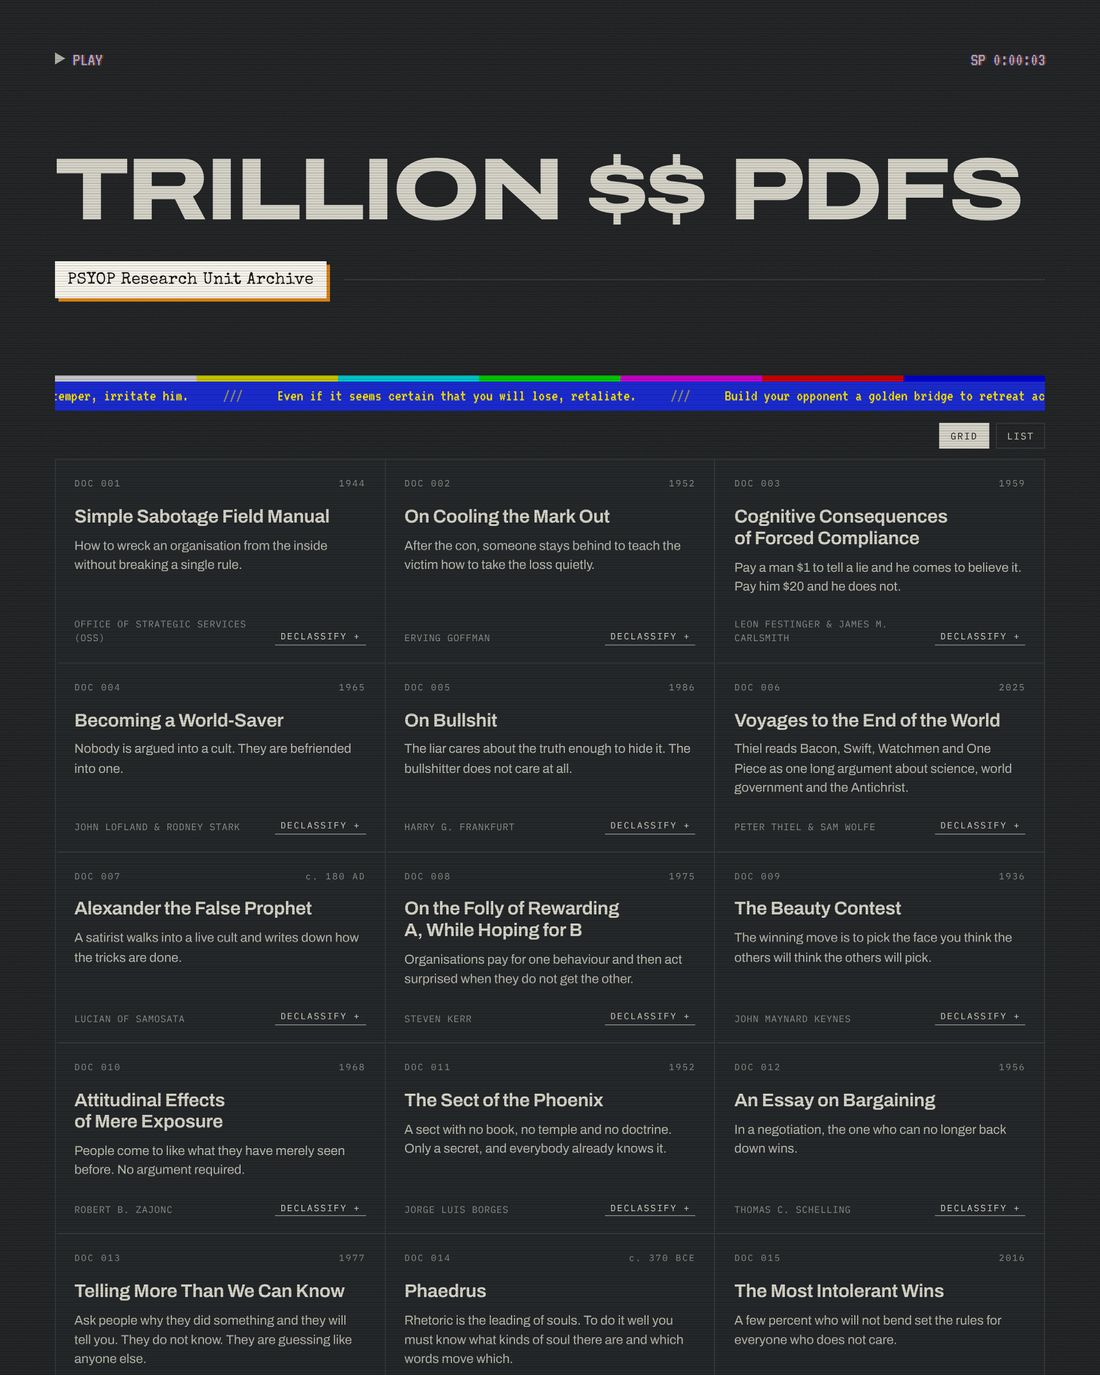 PLAY
SP 0:00:03
TRILLION $$ PDFS
PSYOP Research Unit Archive
temper, irritate him. /// Even if it seems certain that you will lose, retaliate. /// Build your opponent a golden bridge to retreat ac
GRID
LIST
DOC 001
1944
Simple Sabotage Field Manual
How to wreck an organisation from the inside
without breaking a single rule.
OFFICE OF STRATEGIC SERVICES
(OSS)
DECLASSIFY +
DOC 002
1952
On Cooling the Mark Out
After the con, someone stays behind to teach the
victim how to take the loss quietly.
ERVING GOFFMAN
DECLASSIFY +
DOC 003
1959
Cognitive Consequences
of Forced Compliance
Pay a man $1 to tell a lie and he comes to believe it.
Pay him $20 and he does not.
LEON FESTINGER & JAMES M.
CARLSMITH
DECLASSIFY +
DOC 004
1965
Becoming a World-Saver
Nobody is argued into a cult. They are befriended
into one.
JOHN LOFLAND & RODNEY STARK
DECLASSIFY +
DOC 005
1986
On Bullshit
The liar cares about the truth enough to hide it. The
bullshitter does not care at all.
HARRY G. FRANKFURT
DECLASSIFY +
DOC 006
2025
Voyages to the End of the World
Thiel reads Bacon, Swift, Watchmen and One
Piece as one long argument about science, world
government and the Antichrist.
PETER THIEL & SAM WOLFE
DECLASSIFY +
DOC 007
c. 180 AD
Alexander the False Prophet
A satirist walks into a live cult and writes down how
the tricks are done.
LUCIAN OF SAMOSATA
DECLASSIFY +
DOC 008
1975
On the Folly of Rewarding
A, While Hoping for B
Organisations pay for one behaviour and then act
surprised when they do not get the other.
STEVEN KERR
DECLASSIFY +
DOC 009
1936
The Beauty Contest
The winning move is to pick the face you think the
others will think the others will pick.
JOHN MAYNARD KEYNES
DECLASSIFY +
DOC 010
1968
Attitudinal Effects
of Mere Exposure
People come to like what they have merely seen
before. No argument required.
ROBERT B. ZAJONC
DECLASSIFY +
DOC 011
1952
The Sect of the Phoenix
A sect with no book, no temple and no doctrine.
Only a secret, and everybody already knows it.
JORGE LUIS BORGES
DECLASSIFY +
DOC 012
1956
An Essay on Bargaining
In a negotiation, the one who can no longer back
down wins.
THOMAS C. SCHELLING
DECLASSIFY +
DOC 013
1977
Telling More Than We Can Know
Ask people why they did something and they will
tell you. They do not know. They are guessing like
anyone else.
DOC 014
c. 370 BCE
Phaedrus
Rhetoric is the leading of souls. To do it well you
must know what kinds of soul there are and which
words move which.
DOC 015
2016
The Most Intolerant Wins
A few percent who will not bend set the rules for
everyone who does not care.